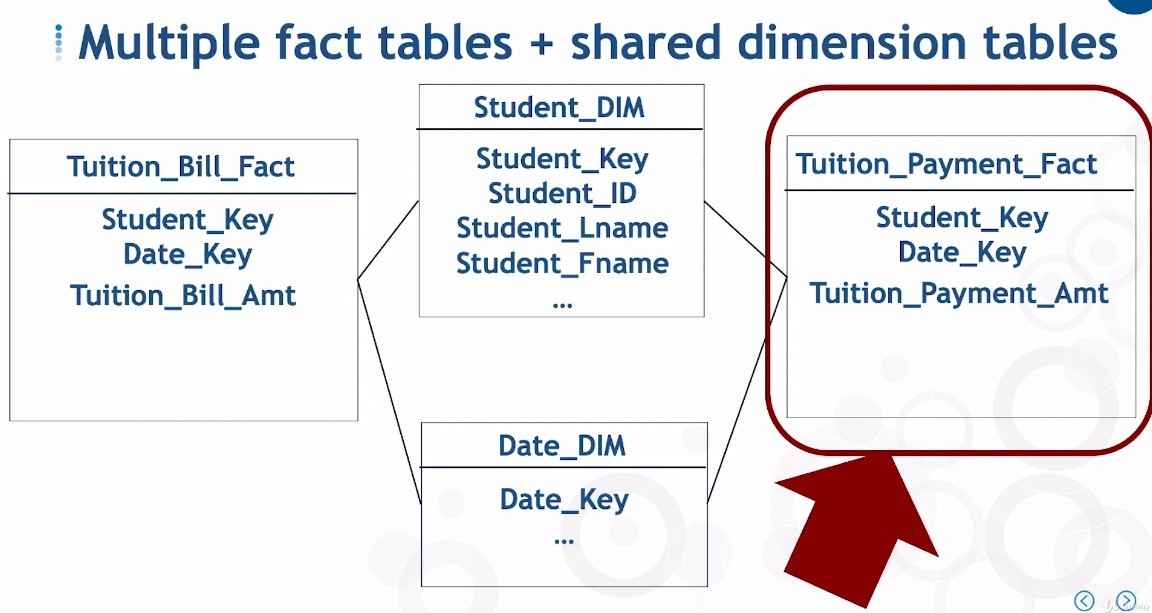 Multiple fact tables + shared dimension tables
Tuition_Bill_Fact
Student_Key
Date_Key
Tuition_Bill_Amt
Student_DIM
Student_Key
Student_ID
Student_Lname
Student_Fname
...
Date_DIM
Date_Key
...
Tuition_Payment_Fact
Student_Key
Date_Key
Tuition_Payment_Amt